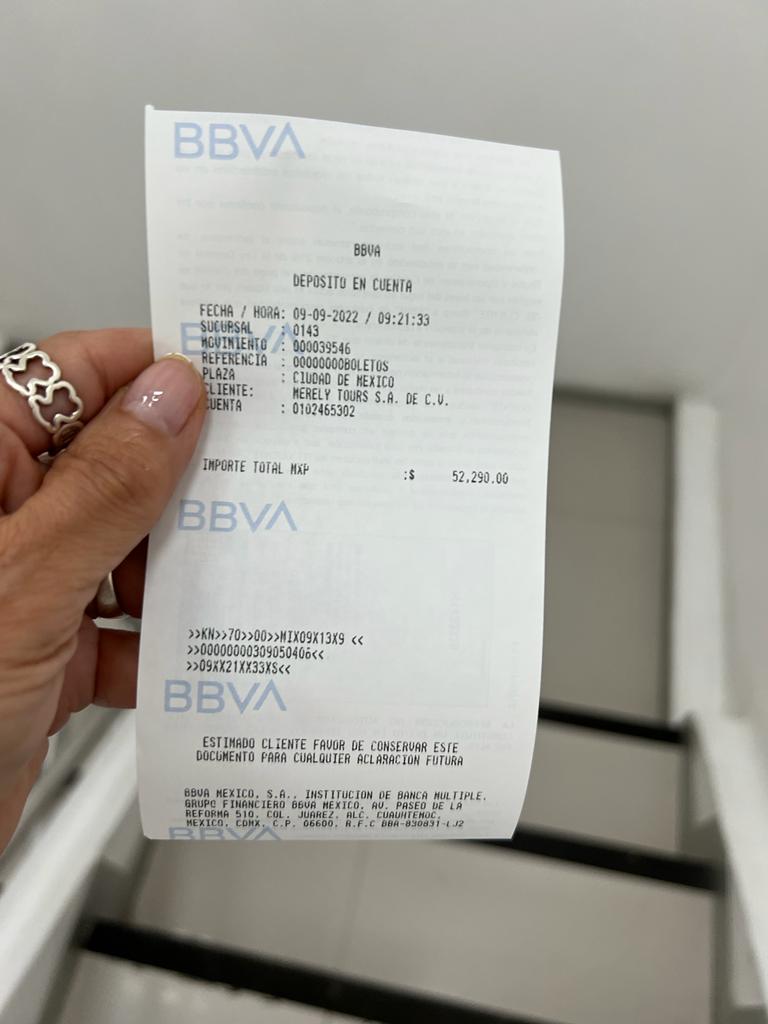 BBVA
BBVA
DEPOSITO EN CUENTA
FECHA / HORA: 09-09-2022 / 09:21:33
SUCURSAL : 0143
MOVIMIENTO : 000039546
REFERENCIA : 00000000BOLETOS
PLAZA : CIUDAD DE MEXICO
CLIENTE: MERELY TOURS S.A. DE C.V.
CUENTA : 0102465302
IMPORTE TOTAL MXP :$ 52,290.00
BBVA
>>KN>>70>>00>>MIX09X13X9 <<
>>00000000309050406<<
>>09XX21XX33XS<<
BBVA
ESTIMADO CLIENTE FAVOR DE CONSERVAR ESTE
DOCUMENTO PARA CUALQUIER ACLARACION FUTURA
BBVA MEXICO, S.A., INSTITUCION DE BANCA MULTIPLE,
GRUPO FINANCIERO BBVA MEXICO. AV. PASEO DE LA
REFORMA 510, COL. JUAREZ, ALC. CUAUHTEMOC,
MEXICO, CDMX, C.P. 06600, R.F.C BBA-830831-LJ2
BBVA